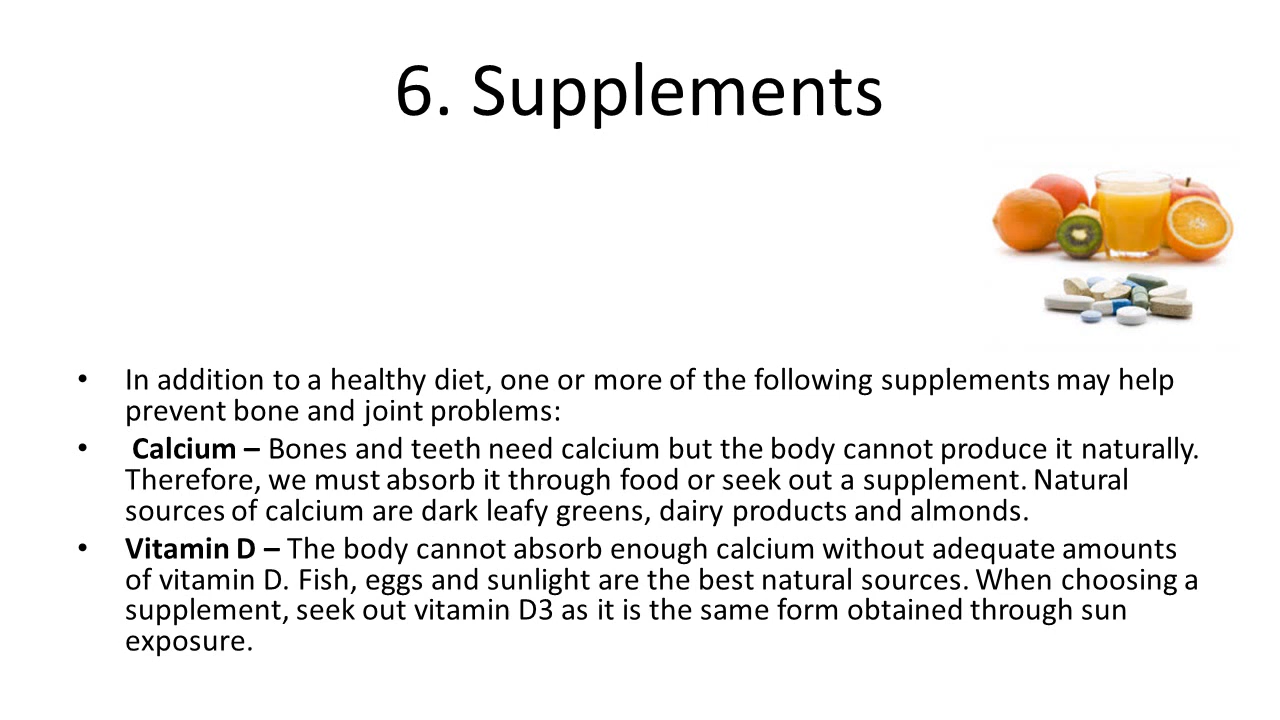 6. Supplements
• In addition to a healthy diet, one or more of the following supplements may help
prevent bone and joint problems:
• Calcium – Bones and teeth need calcium but the body cannot produce it naturally.
Therefore, we must absorb it through food or seek out a supplement. Natural
sources of calcium are dark leafy greens, dairy products and almonds.
• Vitamin D – The body cannot absorb enough calcium without adequate amounts
of vitamin D. Fish, eggs and sunlight are the best natural sources. When choosing a
supplement, seek out vitamin D3 as it is the same form obtained through sun
exposure.